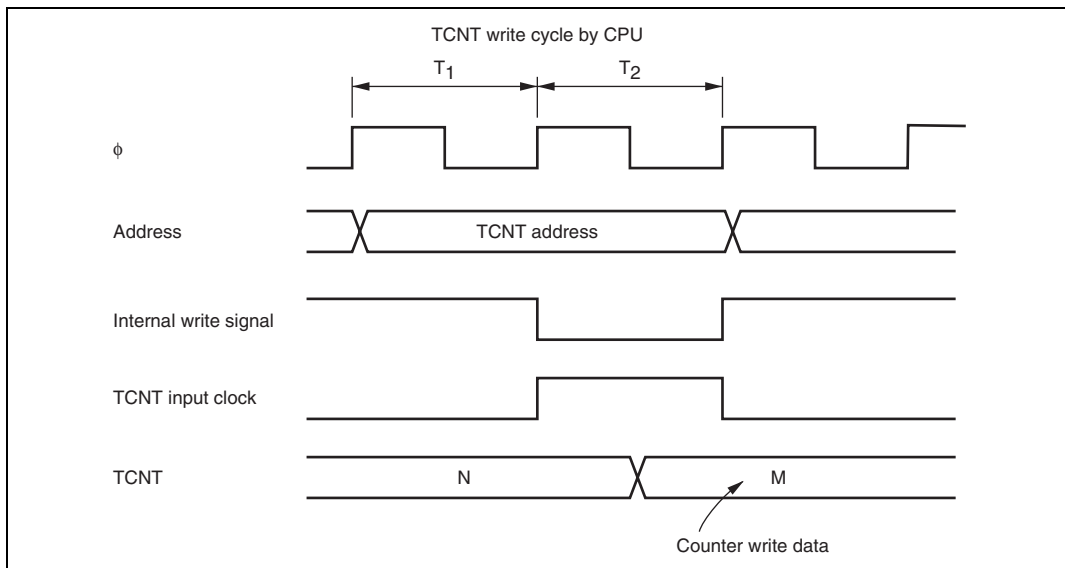 TCNT write cycle by CPU
T1 T2
ϕ
Address TCNT address
Internal write signal
TCNT input clock
TCNT N M
Counter write data